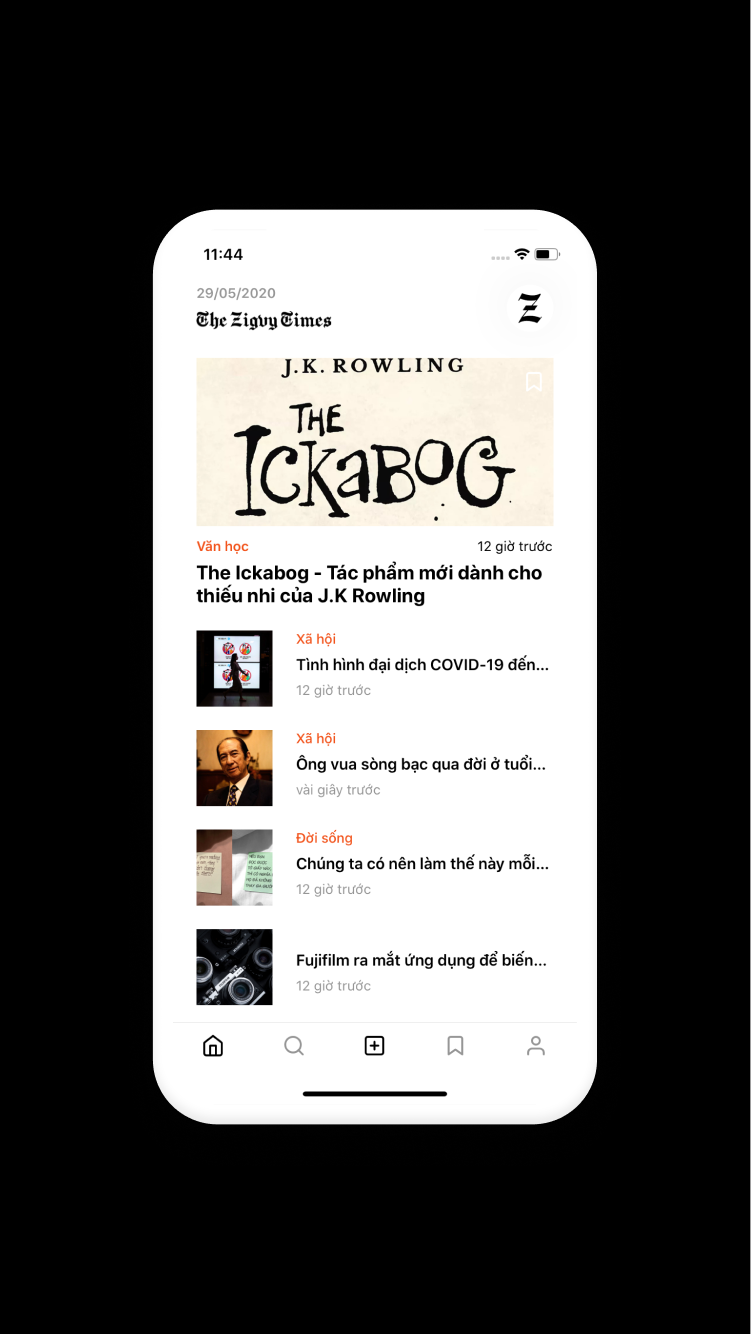 11:44
29/05/2020
The Zigvy Times
Z
J.K. ROWLING
THE
ICKABOG
Văn học
12 giờ trước
The Ickabog - Tác phẩm mới dành cho
thiếu nhi của J.K Rowling
Xã hội
Tình hình đại dịch COVID-19 đến...
12 giờ trước
Xã hội
Ông vua sòng bạc qua đời ở tuổi...
vài giây trước
Đời sống
Chúng ta có nên làm thế này mỗi...
12 giờ trước
Fujifilm ra mắt ứng dụng để biến...
12 giờ trước